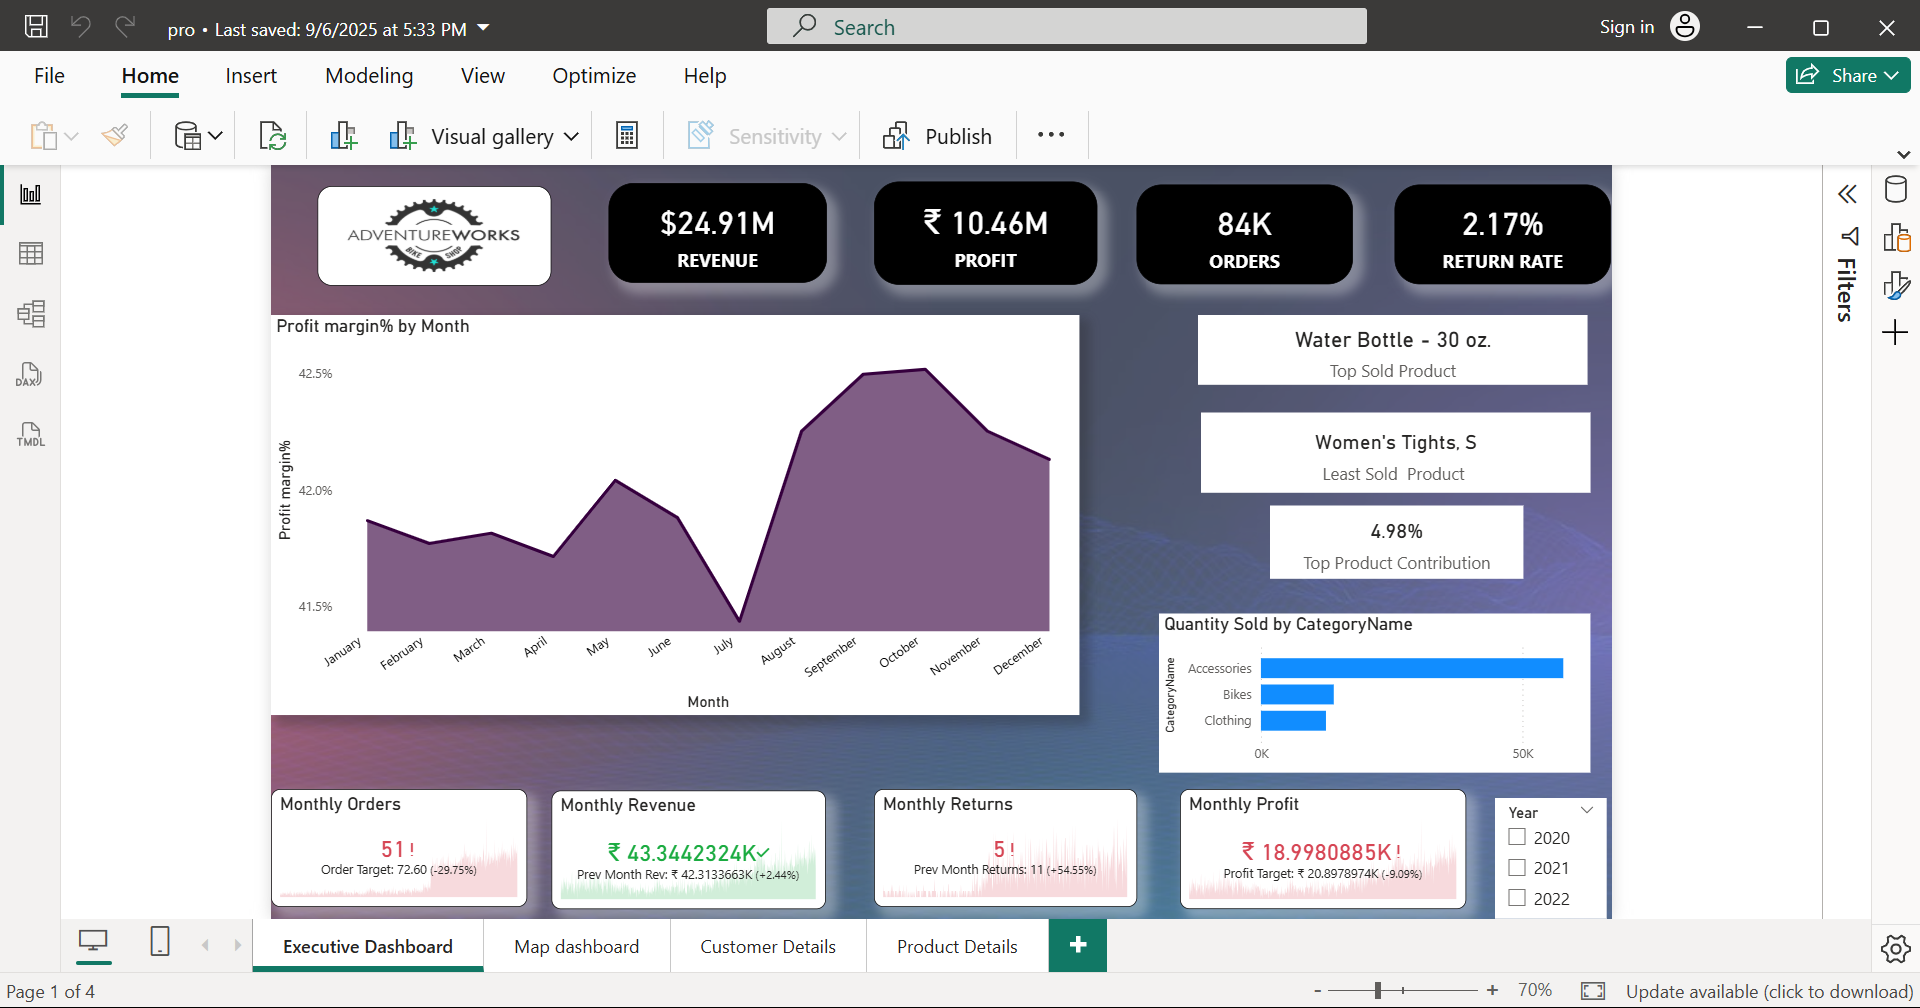 pro • Last saved: 9/6/2025 at 5:33 PM
Search
Sign in
File Home Insert Modeling View Optimize Help
Share
Visual gallery
Sensitivity
Publish
ADVENTUREWORKS
BIKE SHOP
$24.91M
REVENUE
₹ 10.46M
PROFIT
84K
ORDERS
2.17%
RETURN RATE
Filters
DAX
TMDL
Profit margin% by Month
Profit margin%
42.5%
42.0%
41.5%
January February March April May June July August September October November December
Month
Water Bottle - 30 oz.
Top Sold Product
Women's Tights, S
Least Sold  Product
4.98%
Top Product Contribution
Quantity Sold by CategoryName
CategoryName
Accessories
Bikes
Clothing
0K 50K
Monthly Orders
51!
Order Target: 72.60 (-29.75%)
Monthly Revenue
₹ 43.3442324K✓
Prev Month Rev: ₹ 42.3133663K (+2.44%)
Monthly Returns
5!
Prev Month Returns: 11 (+54.55%)
Monthly Profit
₹ 18.9980885K!
Profit Target: ₹ 20.8978974K (-9.09%)
Year
2020
2021
2022
Executive Dashboard Map dashboard Customer Details Product Details
Page 1 of 4
- + 70%
Update available (click to download)